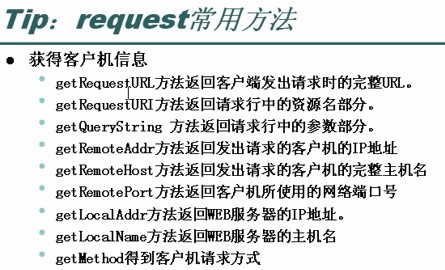 Tip：request常用方法
获得客户机信息
getRequestURL方法返回客户端发出请求时的完整URL。
getRequestURI方法返回请求行中的资源名部分。
getQueryString 方法返回请求行中的参数部分。
getRemoteAddr方法返回发出请求的客户机的IP地址
getRemoteHost方法返回发出请求的客户机的完整主机名
getRemotePort方法返回客户机所使用的网络端口号
getLocalAddr方法返回WEB服务器的IP地址。
getLocalName方法返回WEB服务器的主机名
getMethod得到客户机请求方式